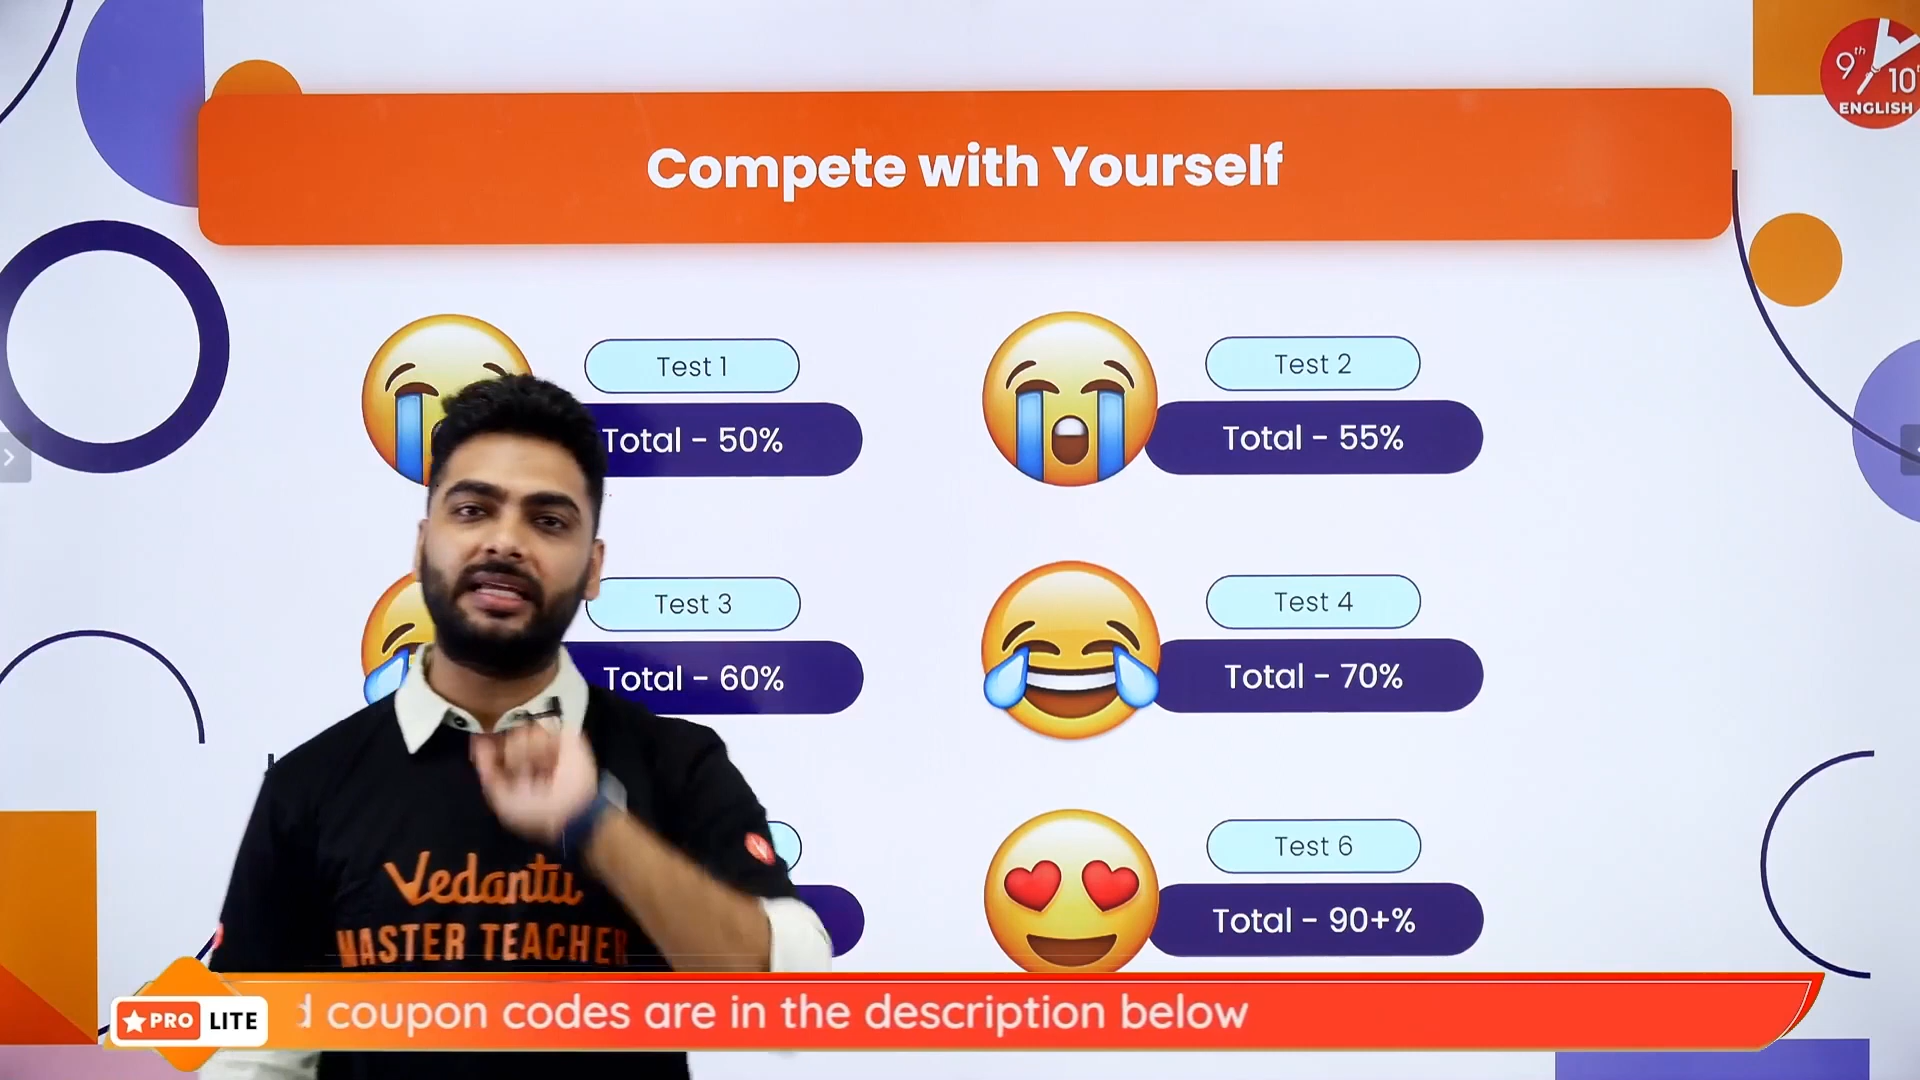 9th
10
ENGLISH
Compete with Yourself
Test 1
Total - 50%
Test 2
Total - 55%
Test 3
Total - 60%
Test 4
Total - 70%
Test 6
Total - 90+%
Vedantu
MASTER TEACHER
PRO LITE
coupon codes are in the description below